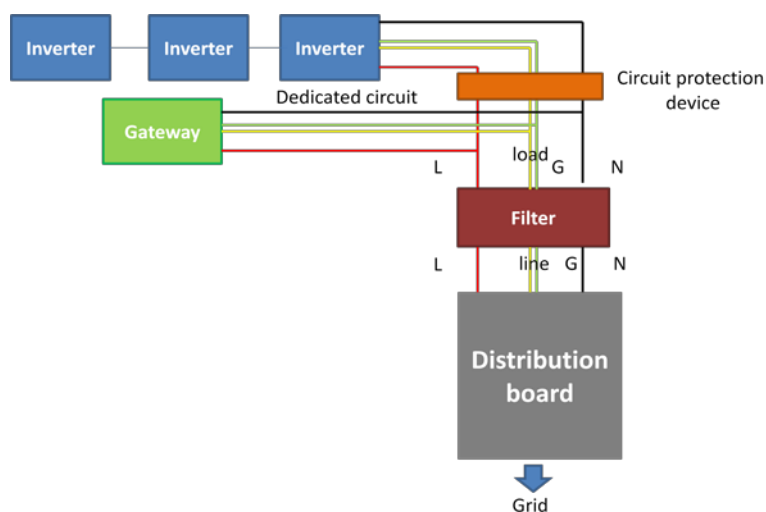 Inverter Inverter Inverter
Circuit protection
device
Dedicated circuit
Gateway
load
L G N
Filter
L line G N
Distribution
board
Grid